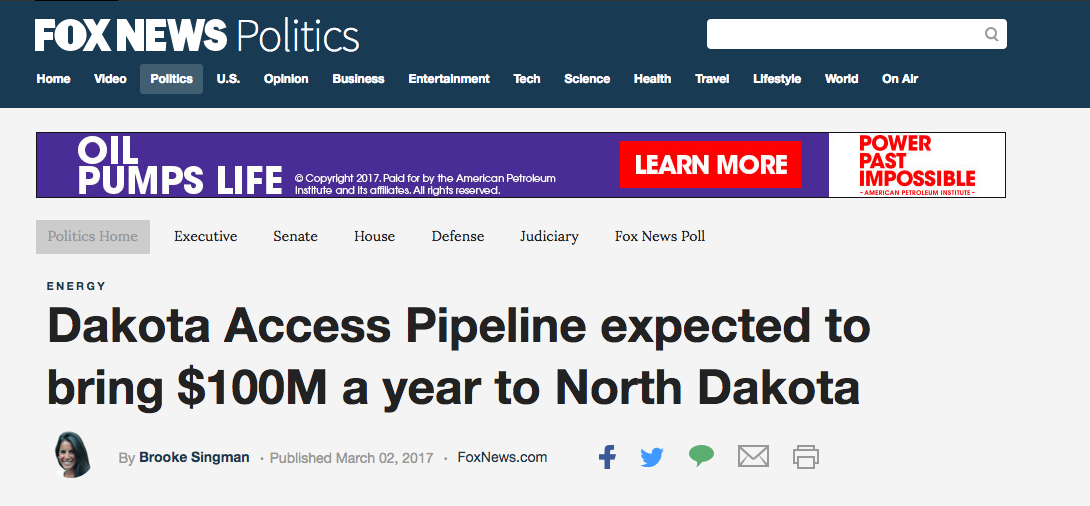 FOX NEWS Politics
Home Video Politics U.S. Opinion Business Entertainment Tech Science Health Travel Lifestyle World On Air
OIL
PUMPS LIFE
© Copyright 2017. Paid for by the American Petroleum
Institute and its affiliates. All rights reserved.
LEARN MORE
POWER
PAST
IMPOSSIBLE
- AMERICAN PETROLEUM INSTITUTE -
Politics Home Executive Senate House Defense Judiciary Fox News Poll
ENERGY
Dakota Access Pipeline expected to
bring $100M a year to North Dakota
By Brooke Singman · Published March 02, 2017 · FoxNews.com